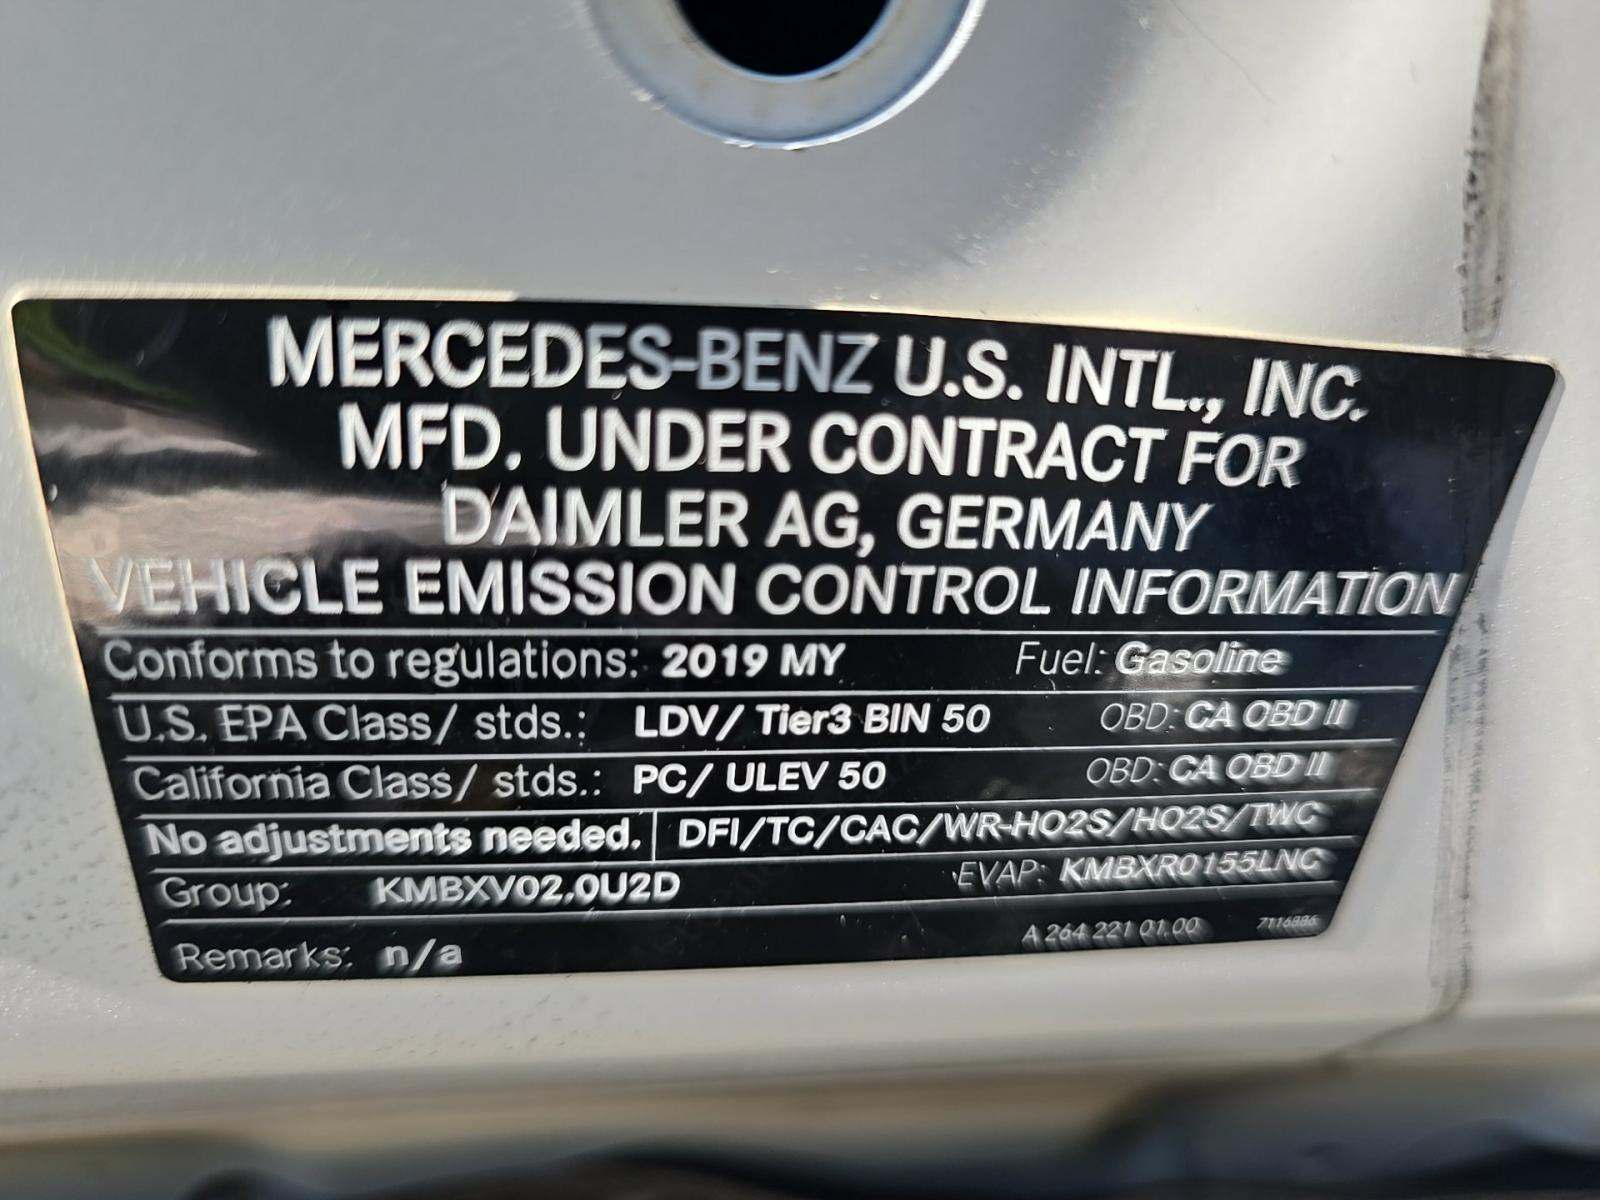 MERCEDES-BENZ U.S. INTL., INC.
MFD. UNDER CONTRACT FOR
DAIMLER AG, GERMANY
VEHICLE EMISSION CONTROL INFORMATION
Conforms to regulations: 2019 MY Fuel: Gasoline
U.S. EPA Class/ stds.: LDV/ Tier3 BIN 50 OBD: CA OBD II
California Class/ stds.: PC/ ULEV 50 OBD: CA OBD II
No adjustments needed. DFI/TC/CAC/WR-HO2S/HO2S/TWC
Group: KMBXV02.0U2D EVAP: KMBXR0155LNC
Remarks: n/a A 264 221 01 00 7116886